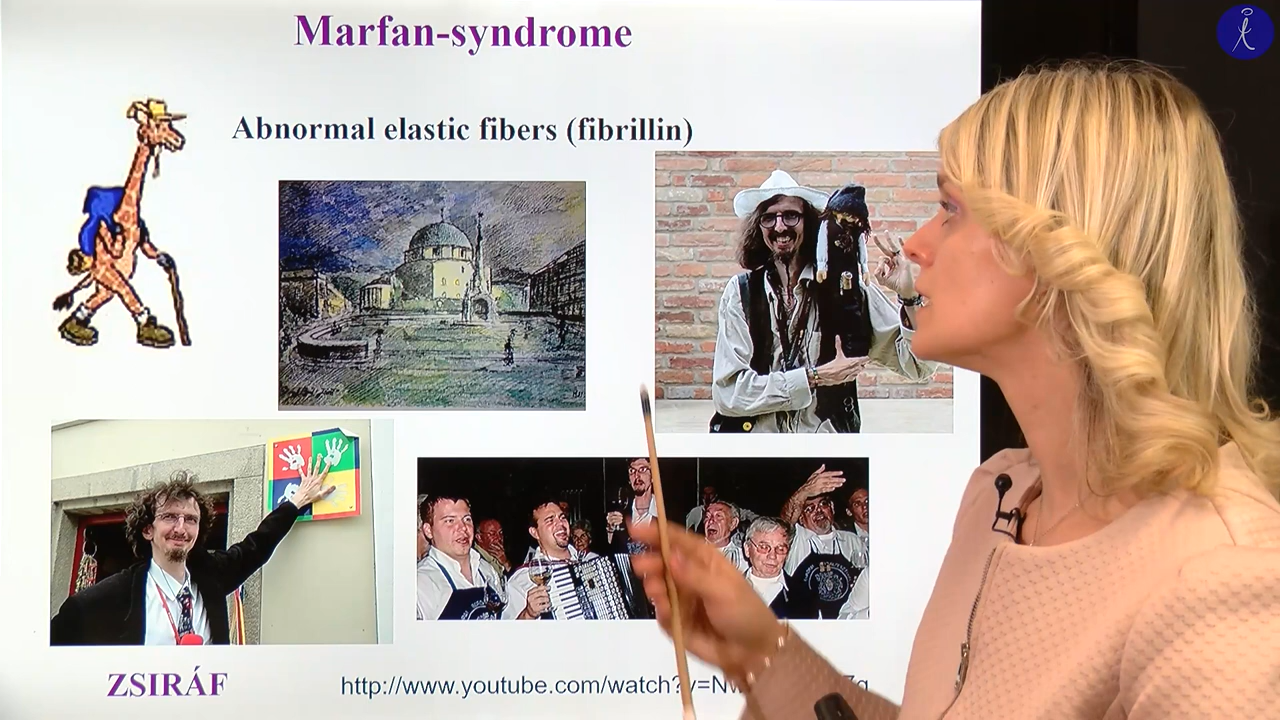 Marfan-syndrome
Abnormal elastic fibers (fibrillin)
ZSIRÁF
http://www.youtube.com/watch?v=